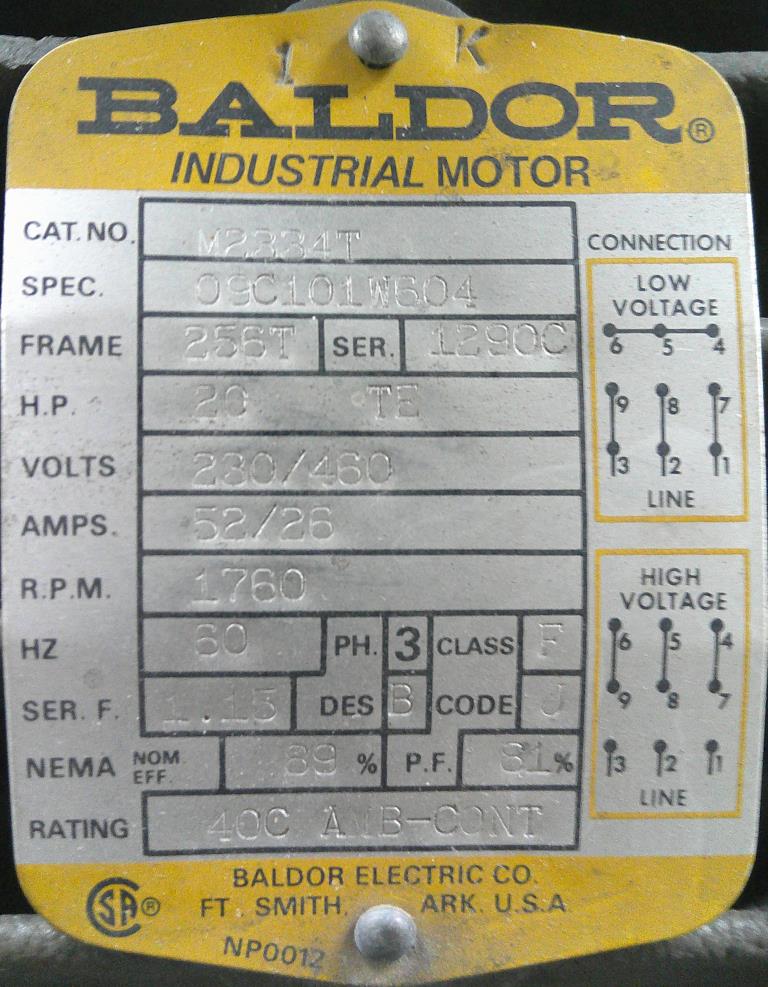 1 K
BALDOR®
INDUSTRIAL MOTOR
CAT. NO. M2334T
SPEC. 09C101W604
FRAME 256T SER. 1290C
H.P. 20 TE
VOLTS 230/460
AMPS. 52/26
R.P.M. 1760
HZ 60 PH. 3 CLASS F
SER. F. 1.15 DES B CODE J
NEMA NOM. EFF. 89 % P.F. 81 %
RATING 40C AMB-CONT
CONNECTION
LOW
VOLTAGE
6 5 4
9 8 7
3 2 1
LINE
HIGH
VOLTAGE
6 5 4
9 8 7
3 2 1
LINE
BALDOR ELECTRIC CO.
SA® FT. SMITH, ARK. U.S.A
NP0012